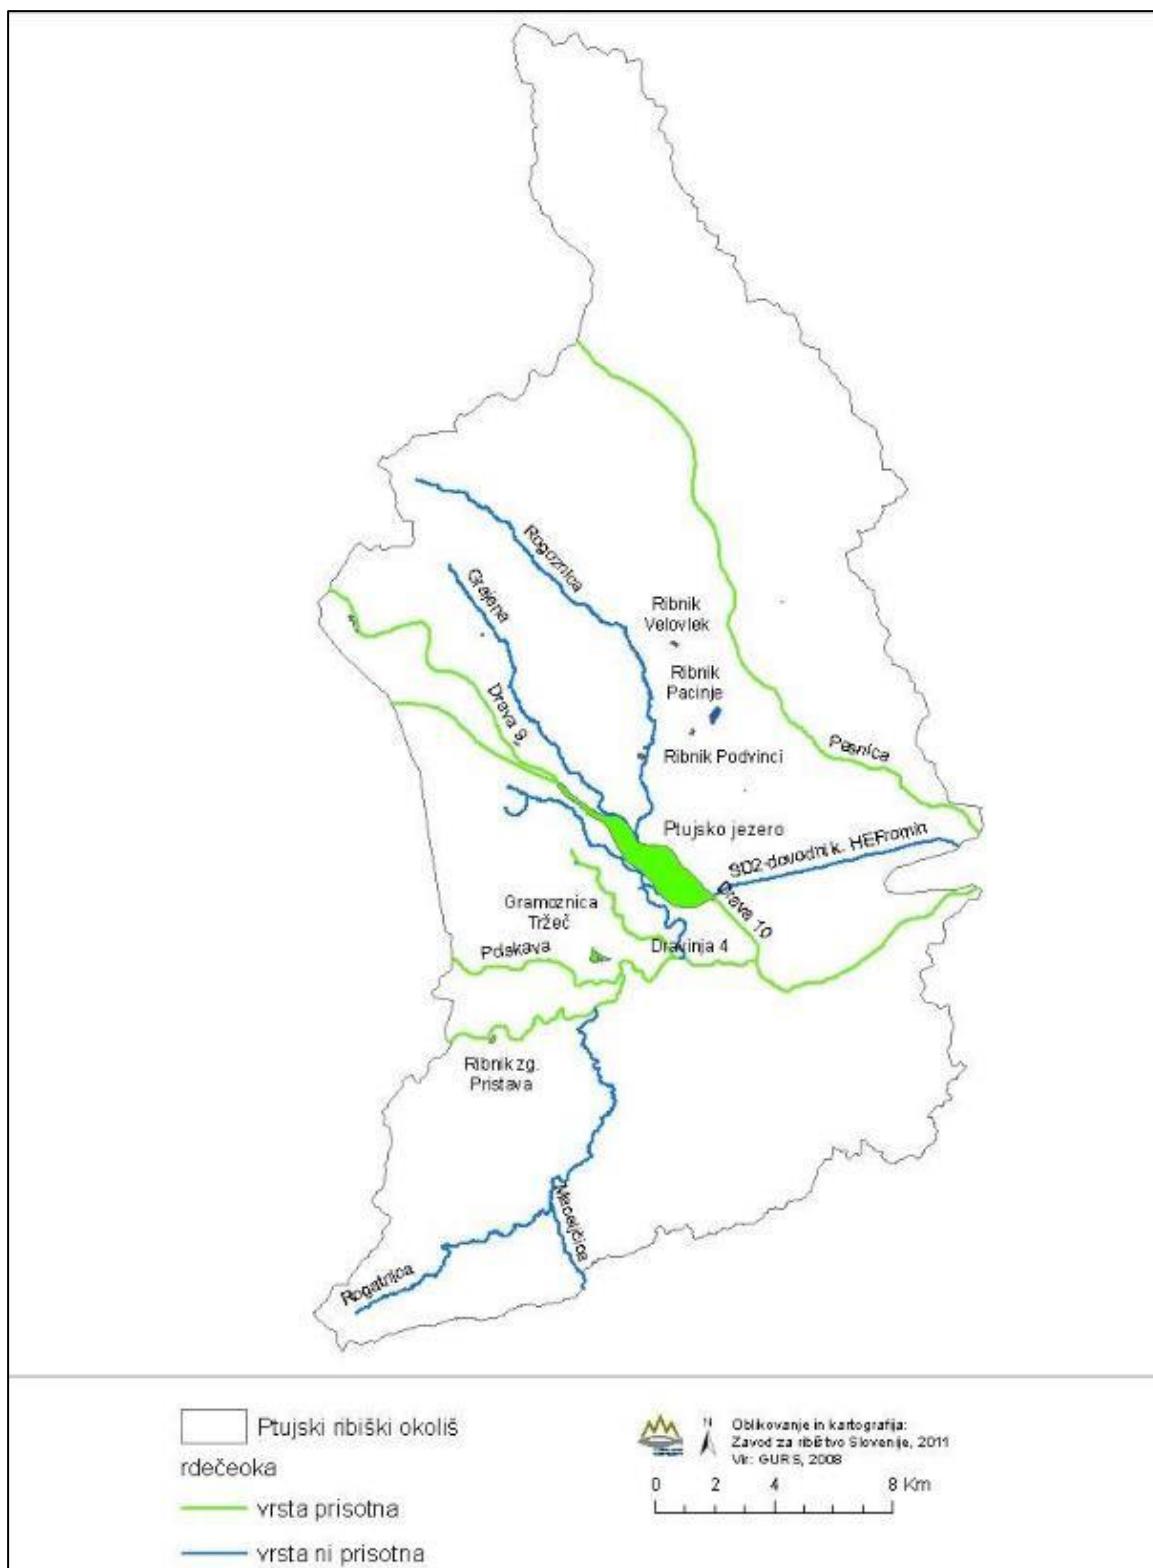 Rogoznica
Grajena
Ribnik
Velovlek
Ribnik
Pacinje
Drava 9
Ribnik Podvinci
Pesnica
Ptujsko jezero
SD2-dovodni k. HEFromin
Drava 10
Gramoznica
Tržeč
Dravinja 4
Polskava
Ribnik zg.
Pristava
Rogatnica
Ptujski ribiški okoliš
rdečeoka
vrsta prisotna
vrsta ni prisotna
N
Oblikovanje in kartografija:
Zavod za ribištvo Slovenije, 2011
Vir: GURS, 2008
0 2 4 8 Km